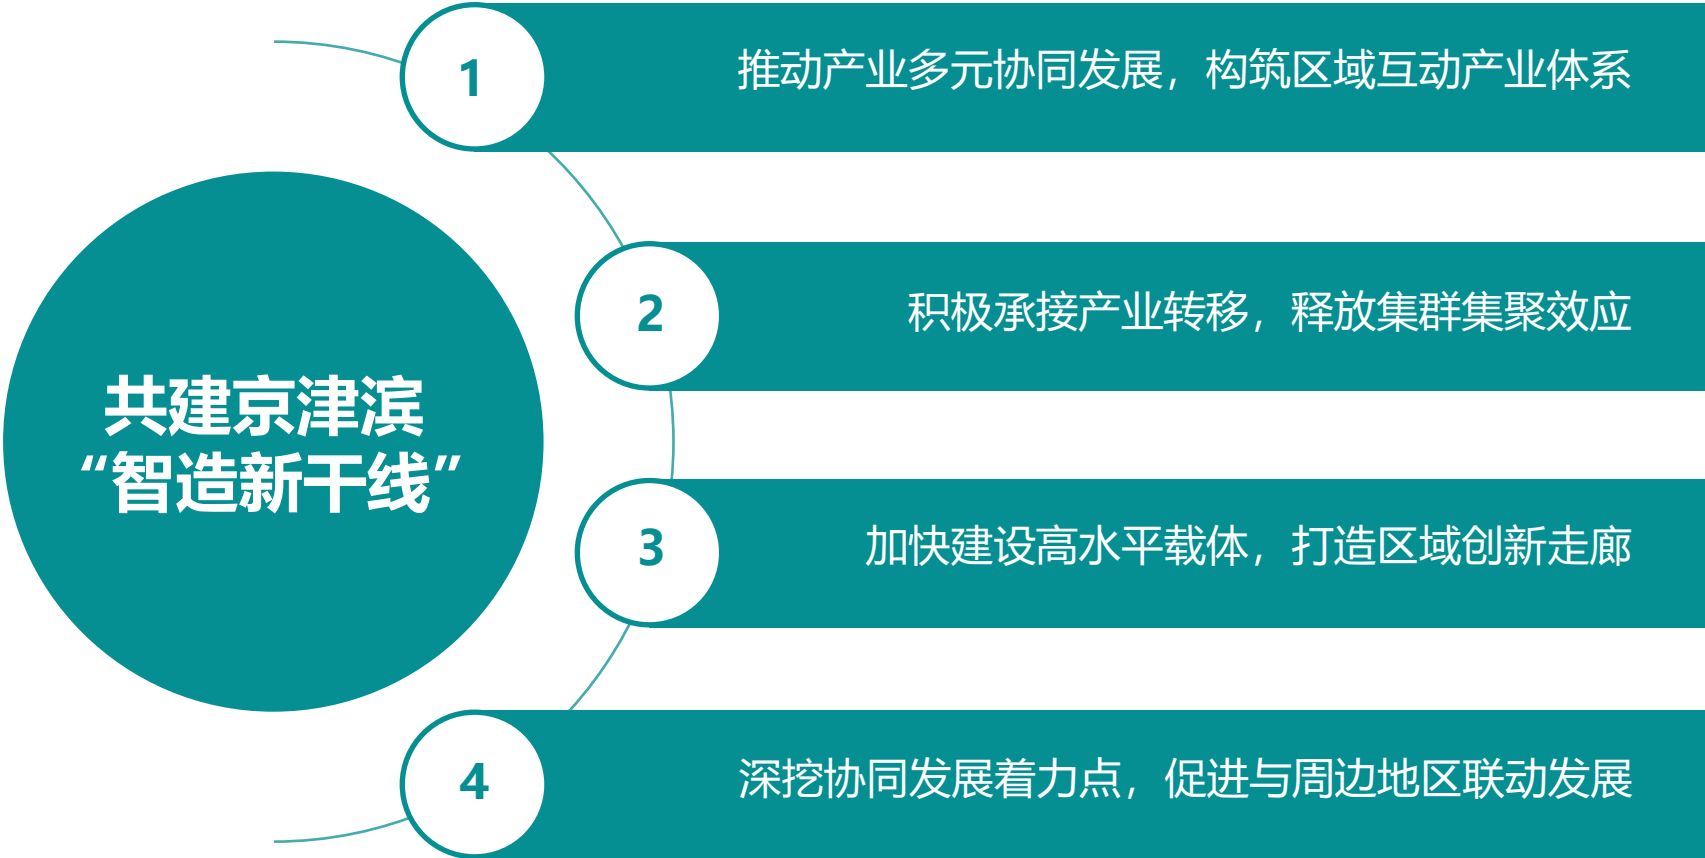 共建京津滨
“智造新干线”
1
推动产业多元协同发展，构筑区域互动产业体系
2
积极承接产业转移，释放集群集聚效应
3
加快建设高水平载体，打造区域创新走廊
4
深挖协同发展着力点，促进与周边地区联动发展